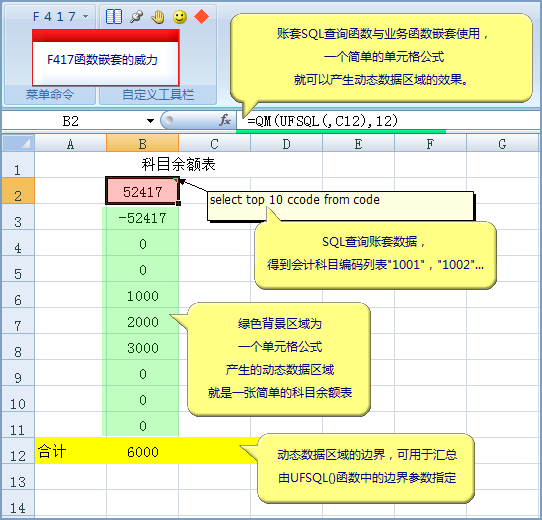 F417
F417函数嵌套的威力
菜单命令
自定义工具栏
账套SQL查询函数与业务函数嵌套使用，
一个简单的单元格公式
就可以产生动态数据区域的效果。
B2
fx
=QM(UFSQL(,C12),12)
A B C D E F G
1 科目余额表
2 52417
select top 10 ccode from code
3 -52417
SQL查询账套数据，
4 0
得到会计科目编码列表"1001"，"1002"...
5 0
6 1000
7 2000
绿色背景区域为
一个单元格公式
8 3000
产生的动态数据区域
9 0
就是一张简单的科目余额表
10 0
11 0
12 合计 6000
动态数据区域的边界，可用于汇总
由UFSQL()函数中的边界参数指定
13
14